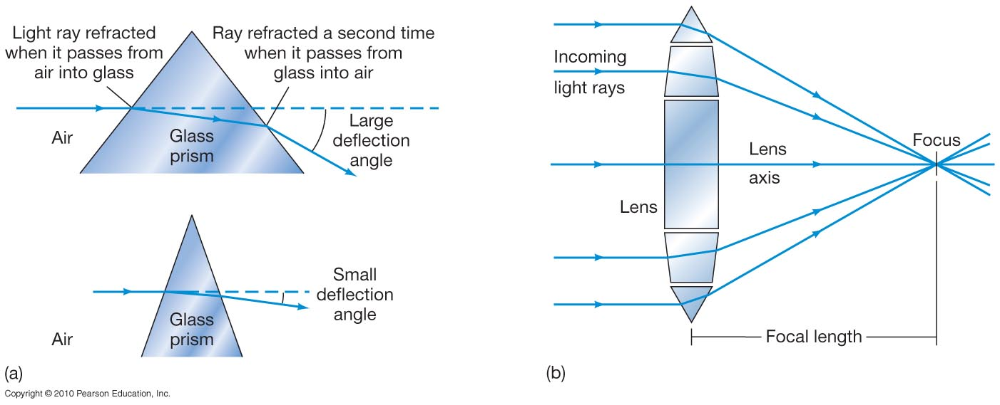 Light ray refracted
when it passes from
air into glass
Ray refracted a second time
when it passes from
glass into air
Air
Glass
prism
Large
deflection
angle
Small
deflection
angle
Glass
prism
Air
(a)
Copyright © 2010 Pearson Education, Inc.
Incoming
light rays
Lens
axis
Focus
Lens
Focal length
(b)